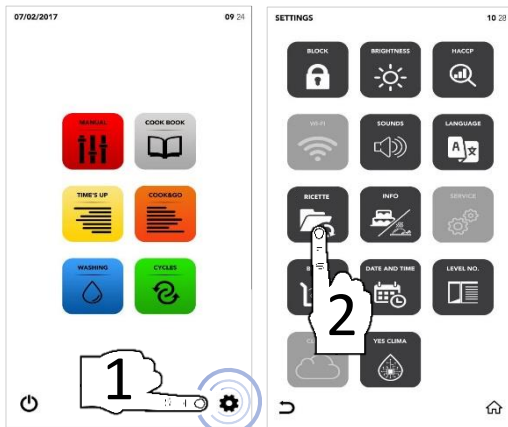 07/02/2017
09 24
MANUAL
COOK BOOK
TIME'S UP
COOK&GO
WASHING
CYCLES
1
SETTINGS
10 28
BLOCK
BRIGHTNESS
HACCP
WI-FI
SOUNDS
LANGUAGE
A
RICETTE
INFO
SERVICE
DATE AND TIME
LEVEL NO.
2
YES CLIMA